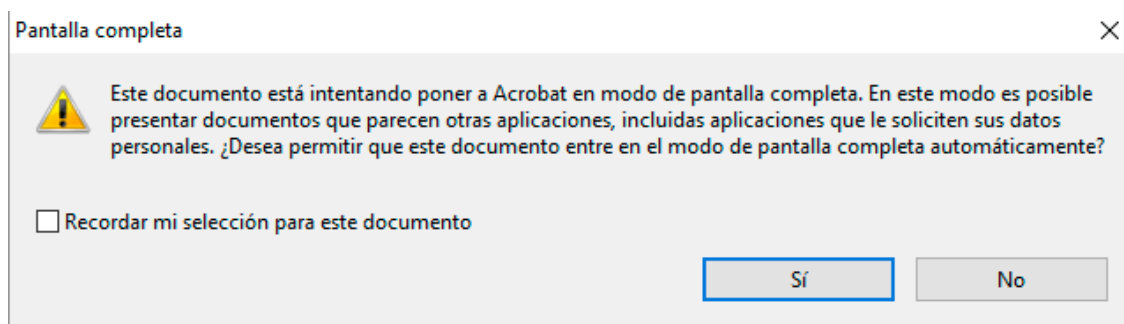 Pantalla completa
Este documento está intentando poner a Acrobat en modo de pantalla completa. En este modo es posible
presentar documentos que parecen otras aplicaciones, incluidas aplicaciones que le soliciten sus datos
personales. ¿Desea permitir que este documento entre en el modo de pantalla completa automáticamente?
Recordar mi selección para este documento
Sí
No